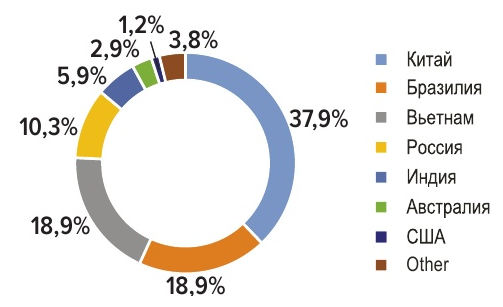 1,2%
2,9%
3,8%
5,9%
10,3%
37,9%
18,9%
18,9%
Китай
Бразилия
Вьетнам
Россия
Индия
Австралия
США
Other